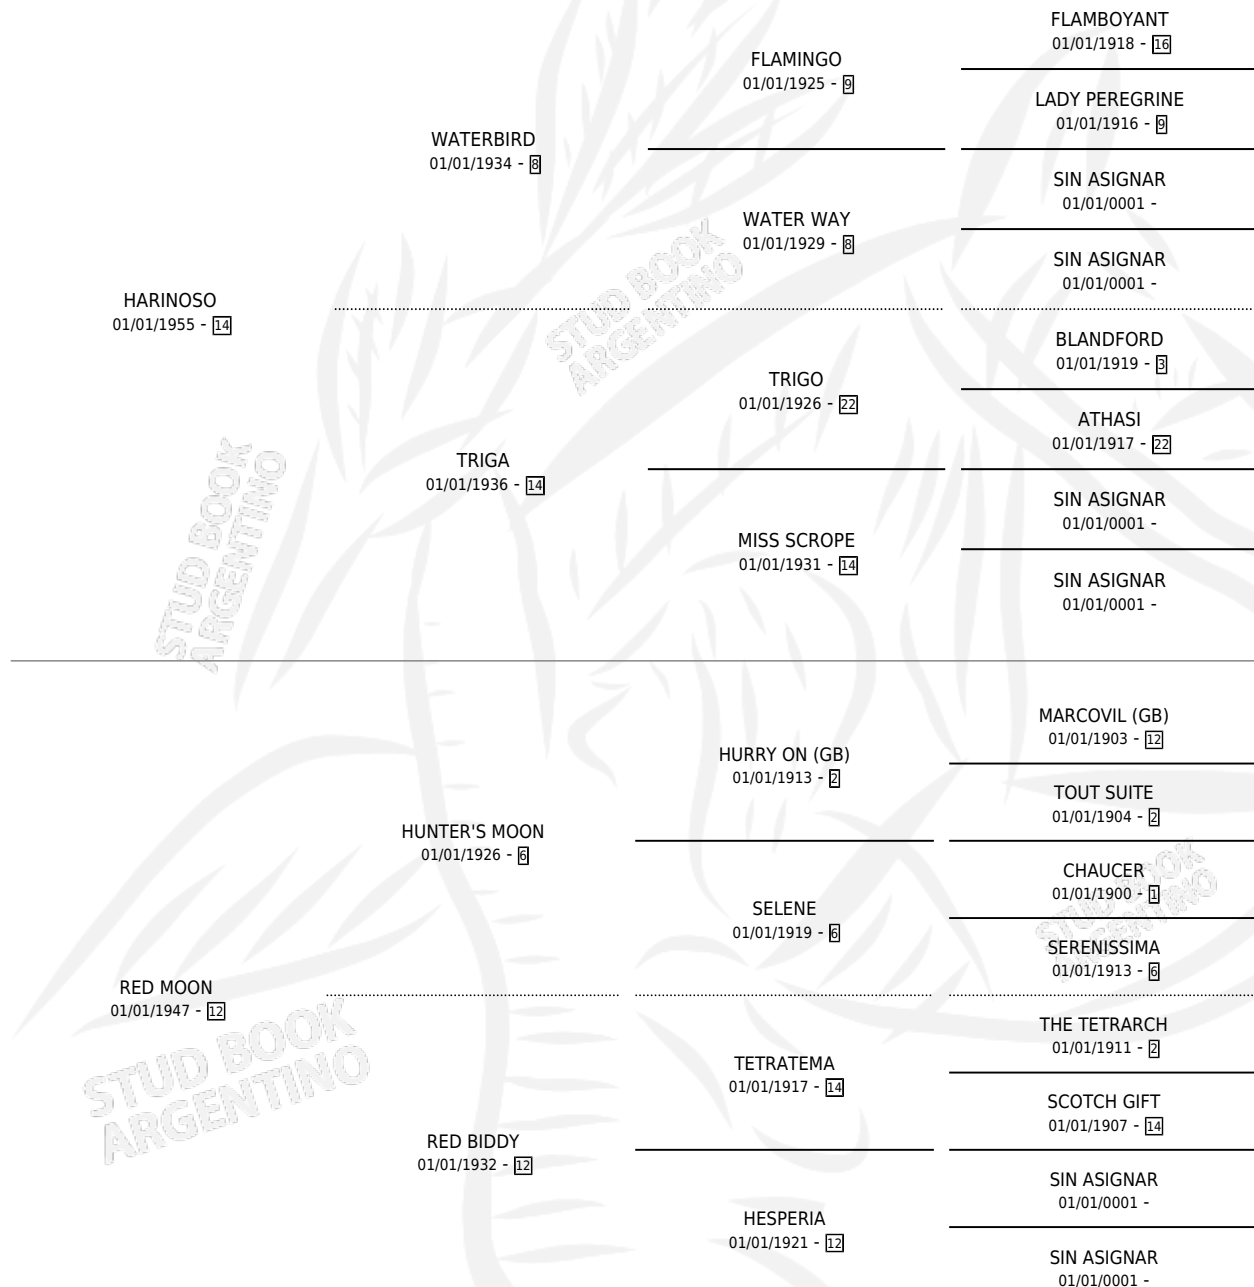 FLAMBOYANT
01/01/1918 - 16
FLAMINGO
01/01/1925 - 9
LADY PEREGRINE
01/01/1916 - 9
WATERBIRD
01/01/1934 - 8
SIN ASIGNAR
01/01/0001 -
WATER WAY
01/01/1929 - 8
SIN ASIGNAR
01/01/0001 -
HARINOSO
01/01/1955 - 14
BLANDFORD
01/01/1919 - 3
TRIGO
01/01/1926 - 22
ATHASI
01/01/1917 - 22
TRIGA
01/01/1936 - 14
SIN ASIGNAR
01/01/0001 -
MISS SCROPE
01/01/1931 - 14
SIN ASIGNAR
01/01/0001 -
STUD BOOK
ARGENTINO
STUD BOOK
ARGENTINO
MARCOVIL (GB)
01/01/1903 - 12
HURRY ON (GB)
01/01/1913 - 2
TOUT SUITE
01/01/1904 - 2
HUNTER'S MOON
01/01/1926 - 6
CHAUCER
01/01/1900 - 1
SELENE
01/01/1919 - 6
SERENISSIMA
01/01/1913 - 6
RED MOON
01/01/1947 - 12
THE TETRARCH
01/01/1911 - 2
TETRATEMA
01/01/1917 - 14
SCOTCH GIFT
01/01/1907 - 14
RED BIDDY
01/01/1932 - 12
SIN ASIGNAR
01/01/0001 -
HESPERIA
01/01/1921 - 12
SIN ASIGNAR
01/01/0001 -
STUD BOOK
ARGENTINO
STUD BOOK
ARGENTINO